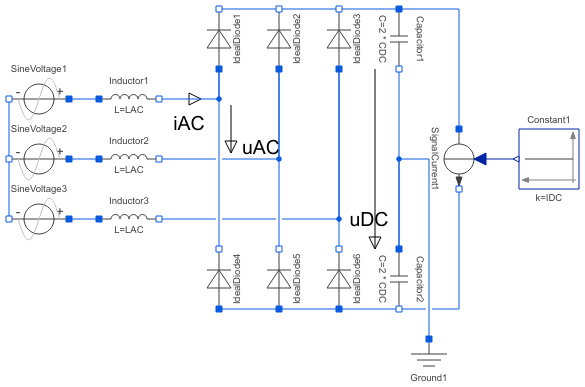 IdealDiode1
IdealDiode2
IdealDiode3
C=2 * CDC
Capacitor1
SineVoltage1
- +
Inductor1
L=LAC
iAC
uAC
SineVoltage2
- +
Inductor2
L=LAC
SignalCurrent1
Constant1
k=IDC
SineVoltage3
- +
Inductor3
L=LAC
uDC
IdealDiode4
IdealDiode5
IdealDiode6
C=2 * CDC
Capacitor2
Ground1